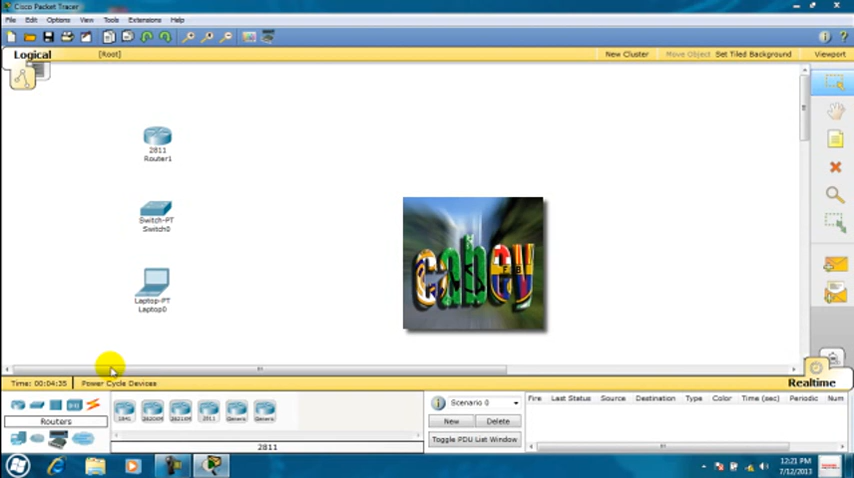 Cisco Packet Tracer
File Edit Options View Tools Extensions Help
Logical [Root] New Cluster Move Object Set Tiled Background Viewport
2811
Router1
Switch-PT
Switch0
Laptop-PT
Laptop0
cabey
Time: 00:04:35 Power Cycle Devices Realtime
Routers
1841 2620XM 2621XM 2811 Generic Generic
2811
Scenario 0
New Delete
Toggle PDU List Window
Fire Last Status Source Destination Type Color Time (sec) Periodic Num
12:21 PM
7/12/2013